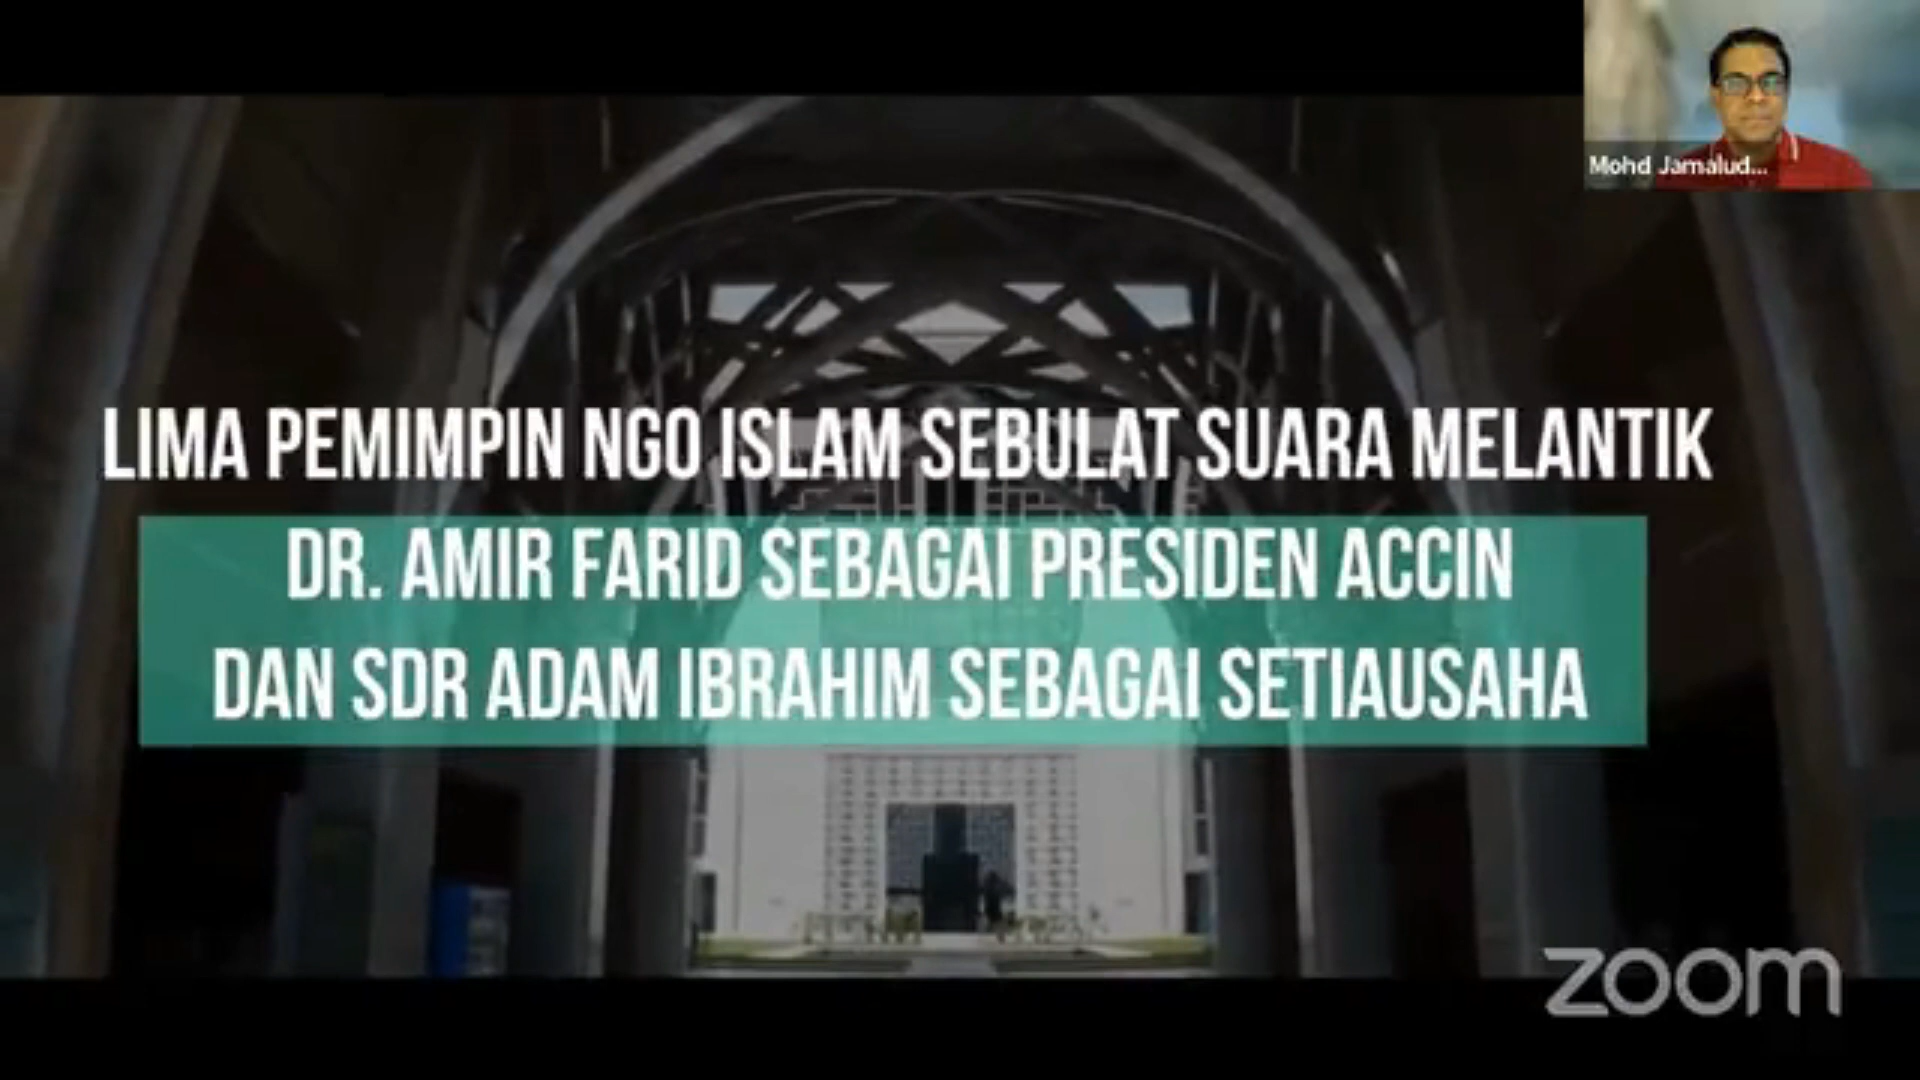 Mohd Jamalud...
LIMA PEMIMPIN NGO ISLAM SEBULAT SUARA MELANTIK
DR. AMIR FARID SEBAGAI PRESIDEN ACCIN
DAN SDR ADAM IBRAHIM SEBAGAI SETIAUSAHA
zoom